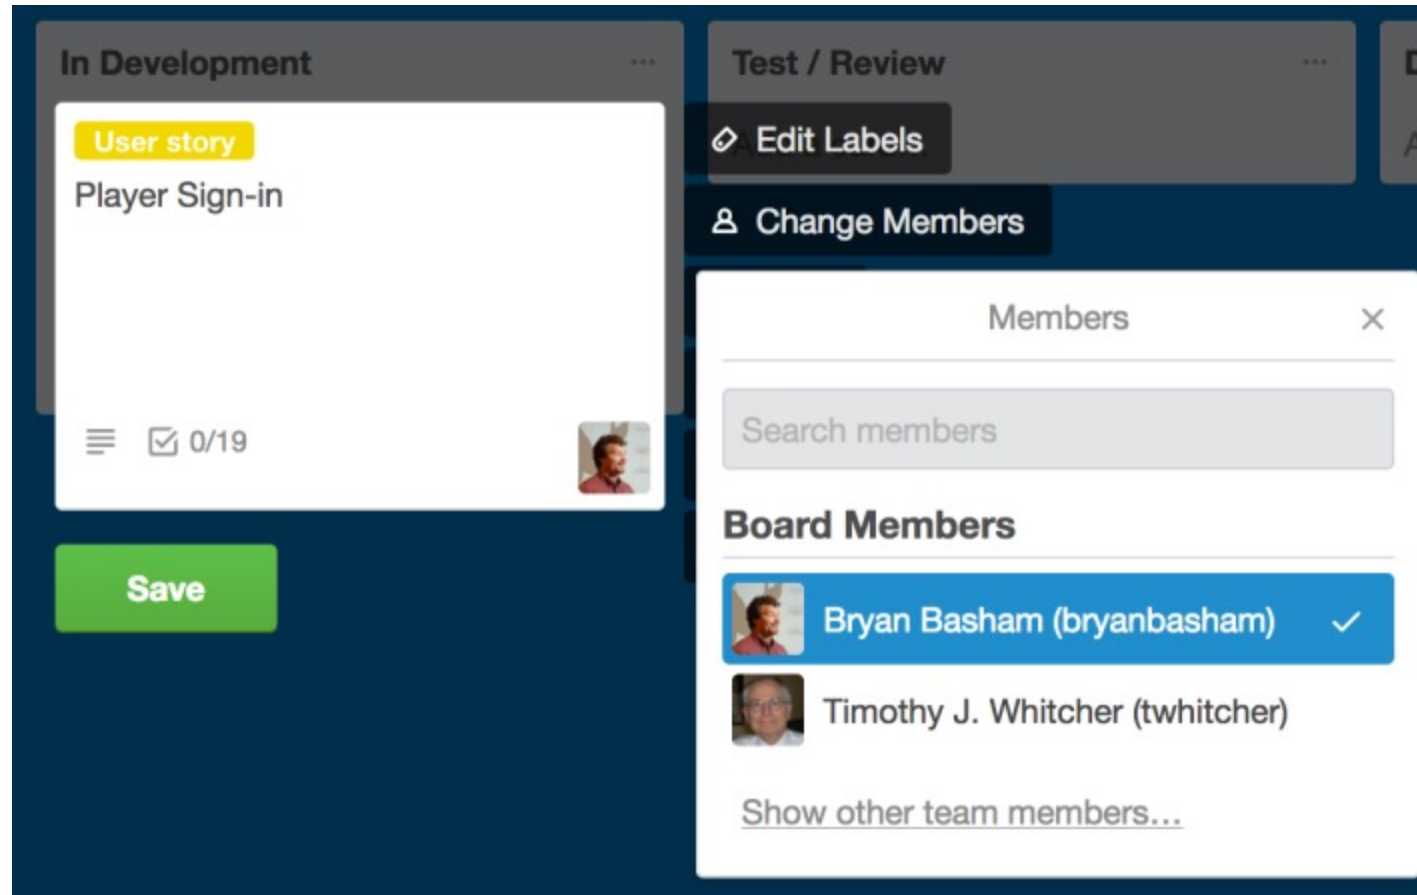 In Development
Test / Review
User story
Player Sign-in
0/19
Save
Edit Labels
Change Members
Members
Search members
Board Members
Bryan Basham (bryanbasham)
Timothy J. Whitcher (twhitcher)
Show other team members...